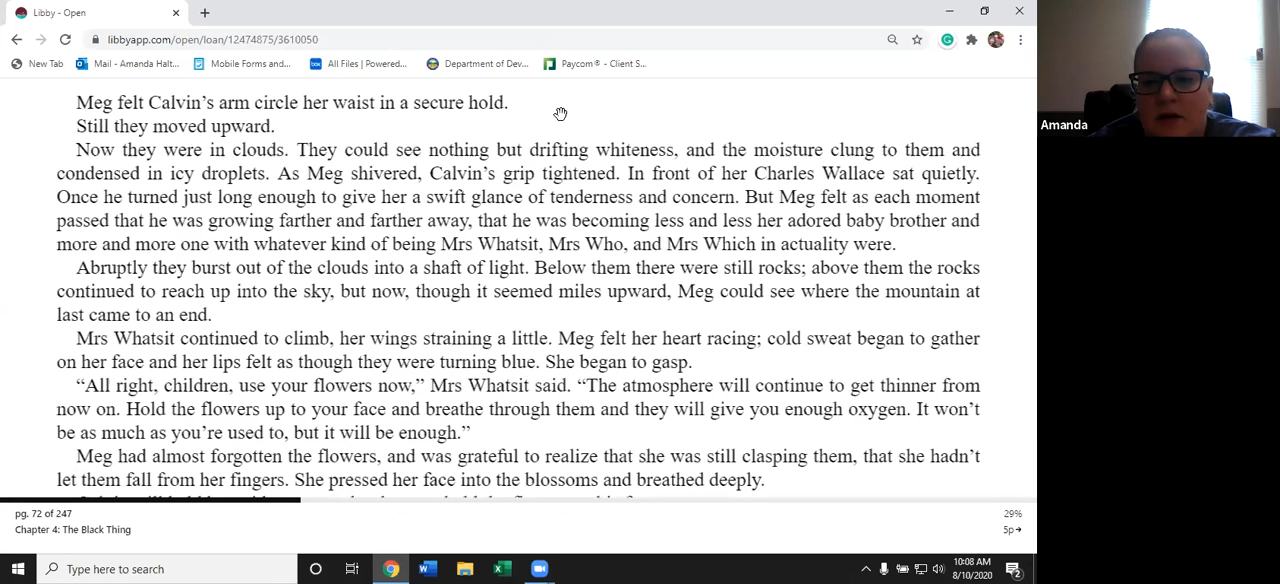 Libby - Open
libbyapp.com/open/loan/12474875/3610050
New Tab
Mail - Amanda Halt...
Mobile Forms and...
All Files | Powered...
Department of Dev...
Paycom® - Client S...
Meg felt Calvin's arm circle her waist in a secure hold.
Still they moved upward.
Now they were in clouds. They could see nothing but drifting whiteness, and the moisture clung to them and
condensed in icy droplets. As Meg shivered, Calvin's grip tightened. In front of her Charles Wallace sat quietly.
Once he turned just long enough to give her a swift glance of tenderness and concern. But Meg felt as each moment
passed that he was growing farther and farther away, that he was becoming less and less her adored baby brother and
more and more one with whatever kind of being Mrs Whatsit, Mrs Who, and Mrs Which in actuality were.
Abruptly they burst out of the clouds into a shaft of light. Below them there were still rocks; above them the rocks
continued to reach up into the sky, but now, though it seemed miles upward, Meg could see where the mountain at
last came to an end.
Mrs Whatsit continued to climb, her wings straining a little. Meg felt her heart racing; cold sweat began to gather
on her face and her lips felt as though they were turning blue. She began to gasp.
“All right, children, use your flowers now,” Mrs Whatsit said. “The atmosphere will continue to get thinner from
now on. Hold the flowers up to your face and breathe through them and they will give you enough oxygen. It won't
be as much as you're used to, but it will be enough.”
Meg had almost forgotten the flowers, and was grateful to realize that she was still clasping them, that she hadn't
let them fall from her fingers. She pressed her face into the blossoms and breathed deeply.
pg. 72 of 247
29%
Chapter 4: The Black Thing
5p→
Type here to search
10:08 AM
8/10/2020
2
Amanda